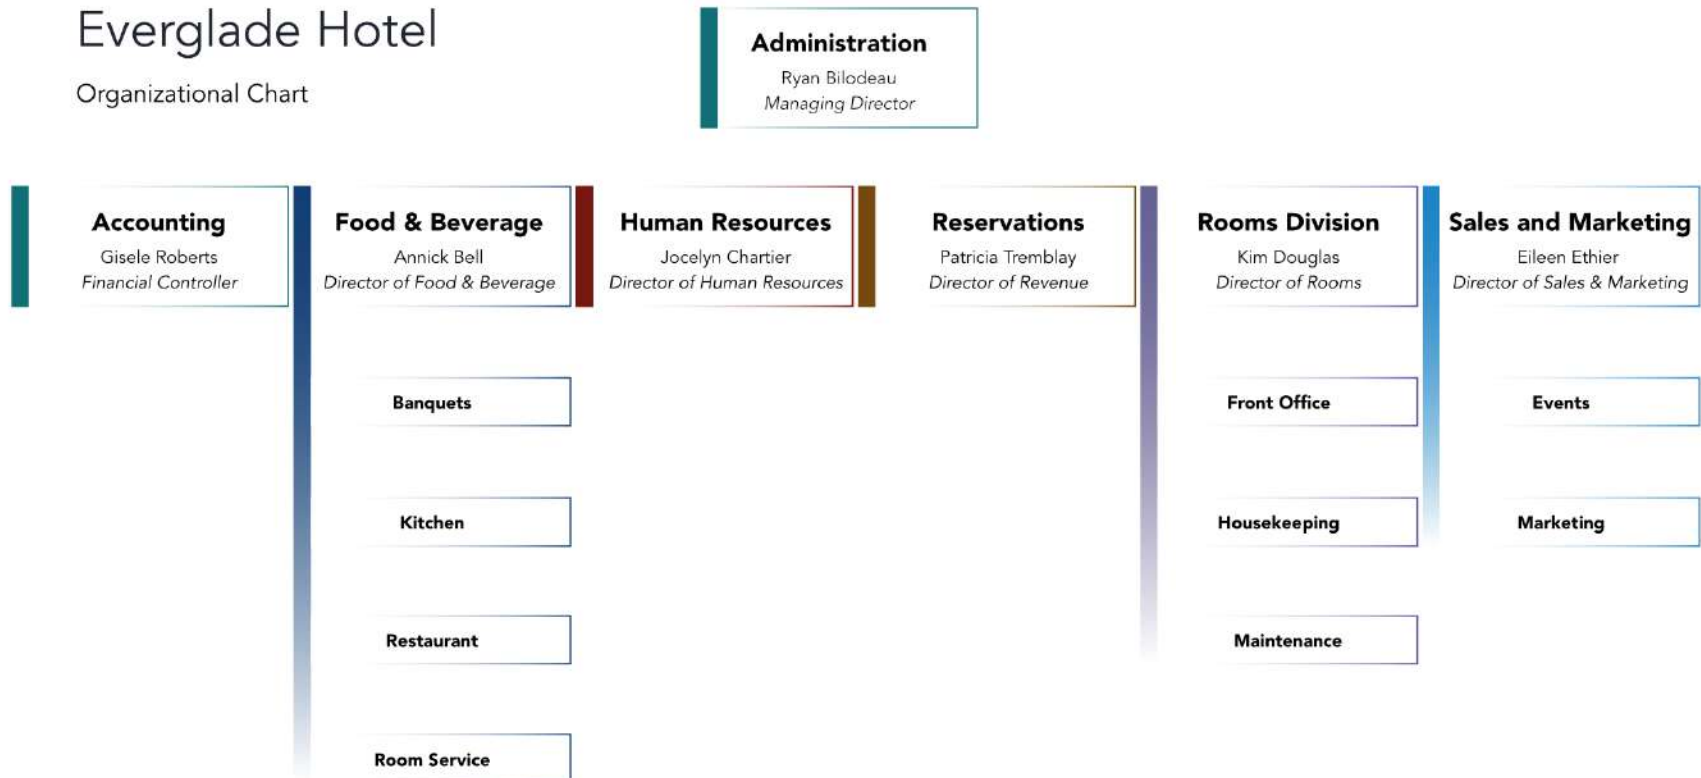 Everglade Hotel
Organizational Chart
Administration
Ryan Bilodeau
Managing Director
Accounting
Gisele Roberts
Financial Controller
Food & Beverage
Annick Bell
Director of Food & Beverage
Human Resources
Jocelyn Chartier
Director of Human Resources
Reservations
Patricia Tremblay
Director of Revenue
Rooms Division
Kim Douglas
Director of Rooms
Sales and Marketing
Eileen Ethier
Director of Sales & Marketing
Banquets
Kitchen
Restaurant
Room Service
Front Office
Housekeeping
Maintenance
Events
Marketing